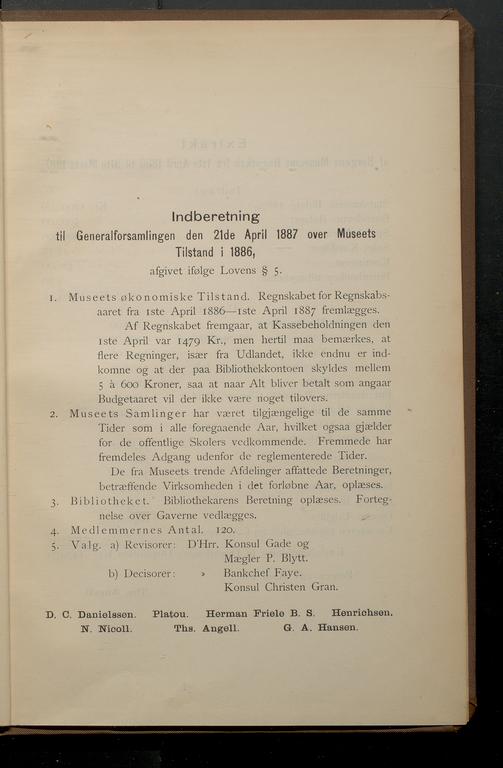 Indberetning
til Generalforsamlingen den 21de April 1887 over Museets
Tilstand i 1886,
afgivet ifølge Lovens § 5.
1. Museets økonomiske Tilstand. Regnskabet for Regnskabs-
aaret fra 1ste April 1886—1ste April 1887 fremlægges.
Af Regnskabet fremgaar, at Kassebeholdningen den
1ste April var 1479 Kr., men hertil maa bemærkes, at
flere Regninger, især fra Udlandet, ikke endnu er ind-
komne og at der paa Bibliothekkontoen skyldes mellem
5 à 600 Kroner, saa at naar Alt bliver betalt som angaar
Budgetaaret vil der ikke være noget tilovers.
2. Museets Samlinger har været tilgjængelige til de samme
Tider som i alle foregaaende Aar, hvilket ogsaa gjælder
for de offentlige Skolers vedkommende. Fremmede har
fremdeles Adgang udenfor de reglementerede Tider.
De fra Museets trende Afdelinger affattede Beretninger,
betræffende Virksomheden i det forløbne Aar, oplæses.
3. Bibliotheket. Bibliothekarens Beretning oplæses. Forteg-
nelse over Gaverne vedlægges.
4. Medlemmernes Antal. 120.
5. Valg. a) Revisorer: D'Hrr. Konsul Gade og
Mægler P. Blytt.
b) Decisorer: » Bankchef Faye.
Konsul Christen Gran.
D. C. Danielssen. Platou. Herman Friele B. S. Henrichsen.
N. Nicoll. Ths. Angell. G. A. Hansen.